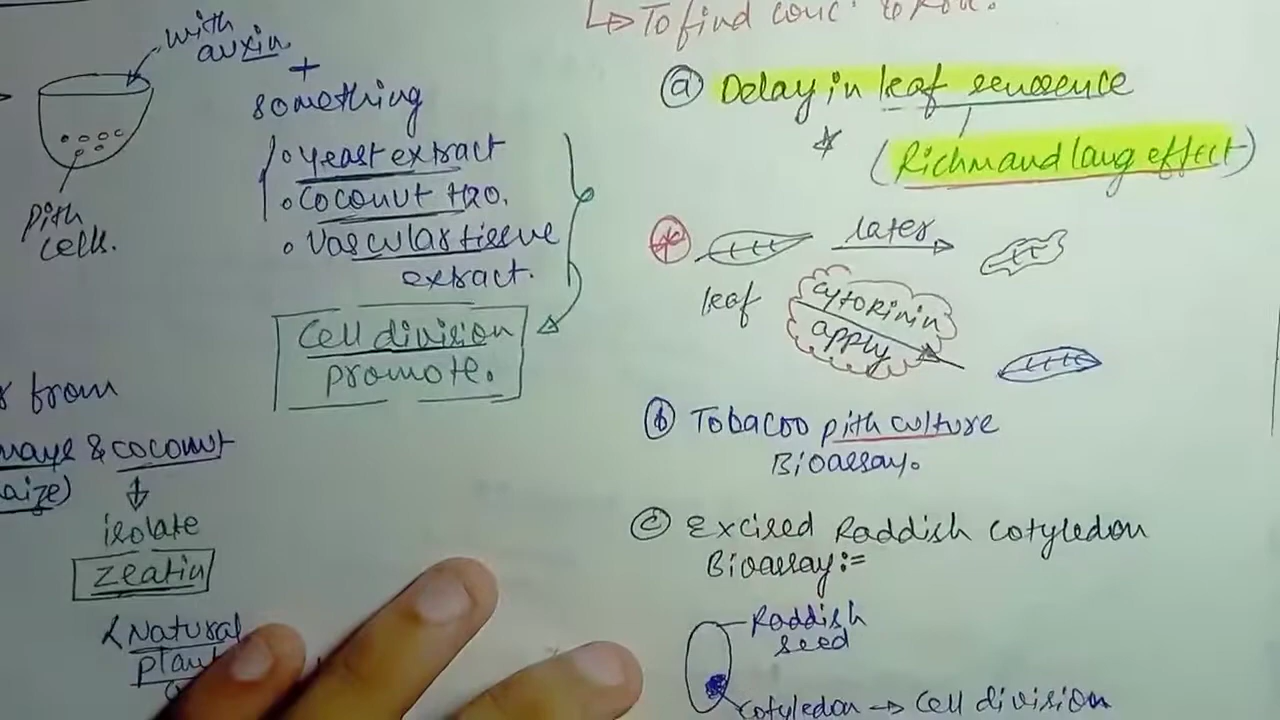 with
auxin
+
something
• yeast extract
• Coconut H2O.
• vascular tissue
extract.
Pith
cells.
Cell division
promote.
from
& coconut
isolate
Zeatin
Natural
plant
↳ To find conc.
(a) Delay in leaf senescence
(Richmand lang effect)
later
leaf
cytokinin
apply
(b) Tobacoo pith culture
Bioassay.
(c) Excised Raddish Cotyledon
Bioassay:=
Raddish
seed
Cotyledon → Cell division